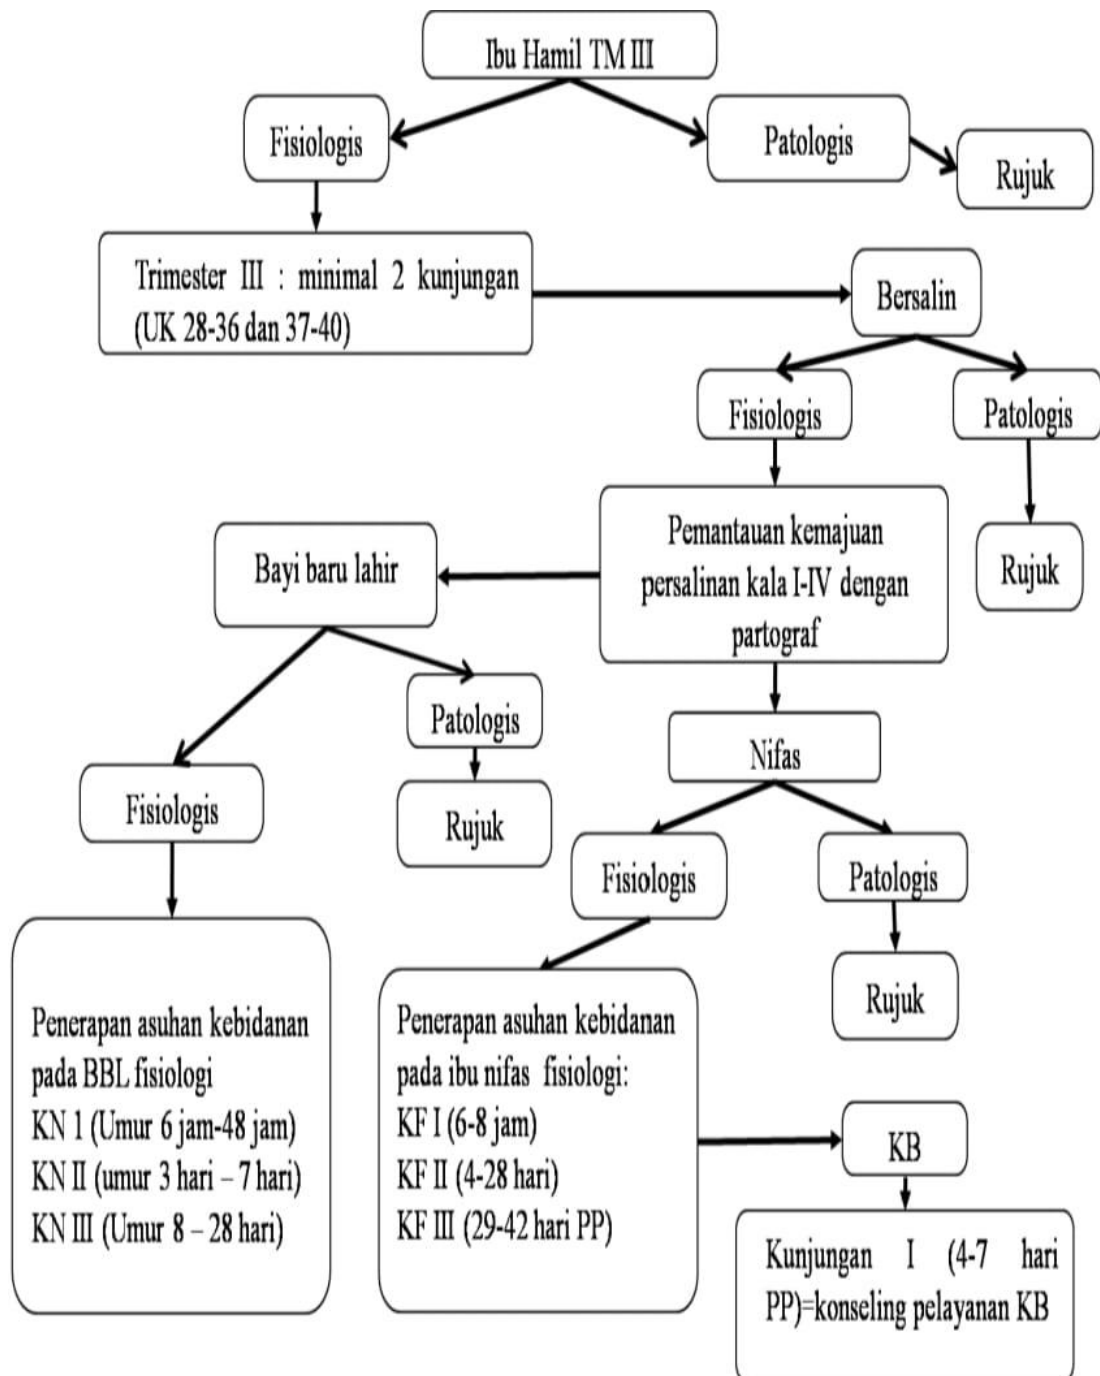 Ibu Hamil TM III
Fisiologis
Patologis
Rujuk
Trimester III : minimal 2 kunjungan
(UK 28-36 dan 37-40)
Bersalin
Fisiologis
Patologis
Pemantauan kemajuan
persalinan kala I-IV dengan
partograf
Rujuk
Bayi baru lahir
Patologis
Rujuk
Fisiologis
Nifas
Fisiologis
Patologis
Rujuk
Penerapan asuhan kebidanan
pada BBL fisiologi
KN 1 (Umur 6 jam-48 jam)
KN II (umur 3 hari – 7 hari)
KN III (Umur 8 – 28 hari)
Penerapan asuhan kebidanan
pada ibu nifas fisiologi:
KF I (6-8 jam)
KF II (4-28 hari)
KF III (29-42 hari PP)
KB
Kunjungan I (4-7 hari
PP)=konseling pelayanan KB